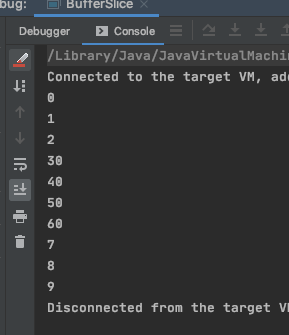 bug: BufferSlice
Debugger Console
/Library/Java/JavaVirtualMachin
Connected to the target VM, add
0
1
2
30
40
50
60
7
8
9
Disconnected from the target VM